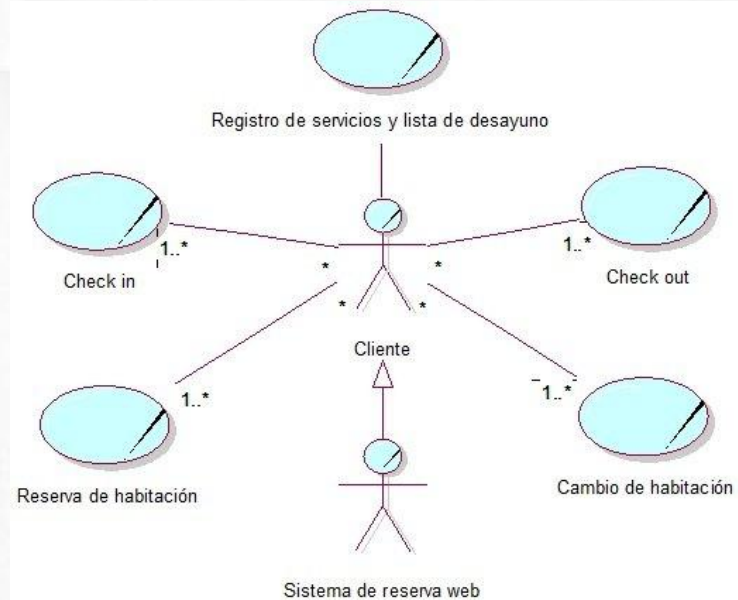 Registro de servicios y lista de desayuno
1..*
*
Check in
*
1..*
Check out
*
*
Cliente
1..*
1..*
Reserva de habitación
Cambio de habitación
Sistema de reserva web